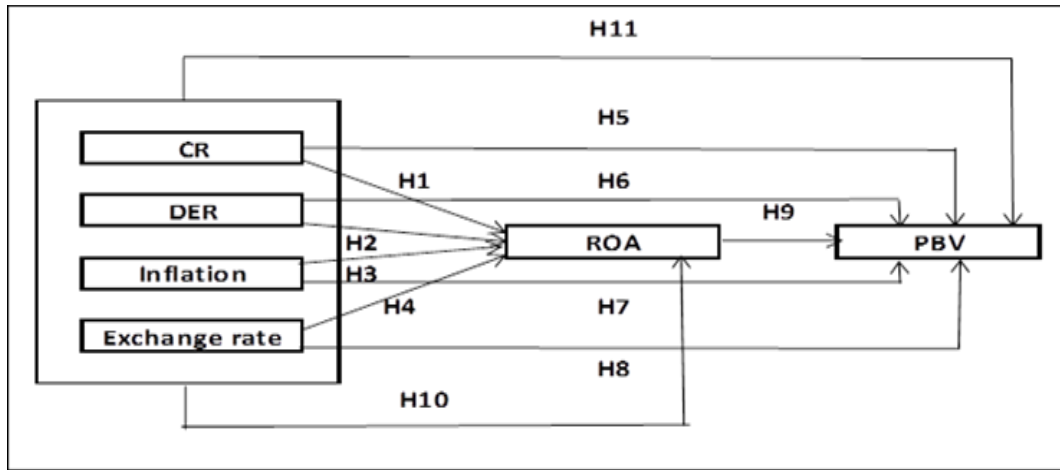 H11
CR
H5
H1
H6
DER
H9
H2
ROA
PBV
Inflation
H3
H4
H7
Exchange rate
H8
H10